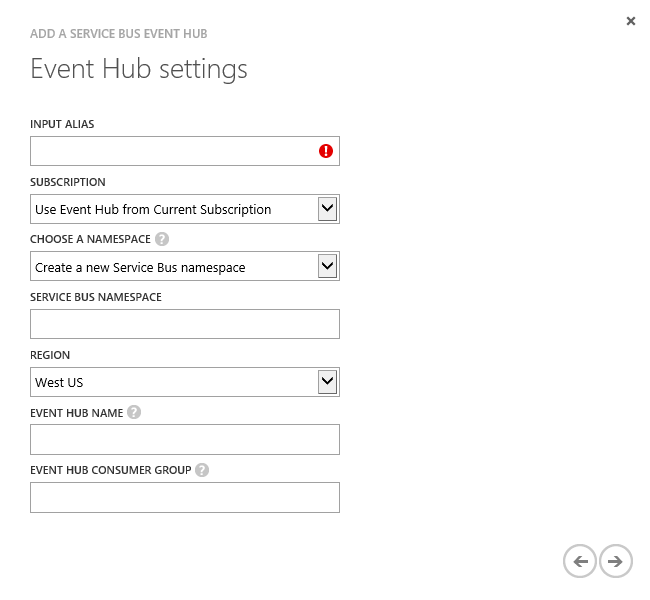 ADD A SERVICE BUS EVENT HUB
Event Hub settings
INPUT ALIAS
!
SUBSCRIPTION
Use Event Hub from Current Subscription
CHOOSE A NAMESPACE ?
Create a new Service Bus namespace
SERVICE BUS NAMESPACE
REGION
West US
EVENT HUB NAME ?
EVENT HUB CONSUMER GROUP ?